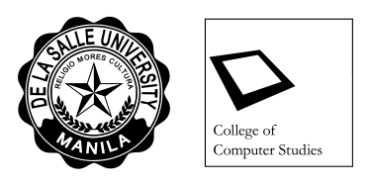 DE LA SALLE UNIVERSITY
RELIGIO MORES CULTURA
MANILA
College of
Computer Studies